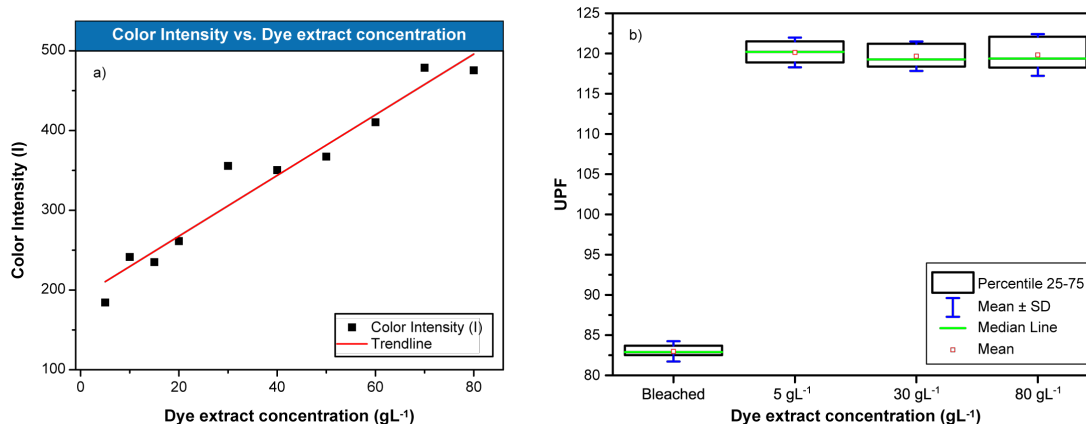 Color Intensity vs. Dye extract concentration
a)
500
400
300
200
100
Color Intensity (I)
Color Intensity (I)
Trendline
0
20
40
60
80
Dye extract concentration (gL⁻¹)
b)
120
115
110
105
100
95
90
85
80
UPF
Percentile 25-75
Mean ± SD
Median Line
Mean
Bleached
5 gL⁻¹
30 gL⁻¹
80 gL⁻¹
Dye extract concentration (gL⁻¹)